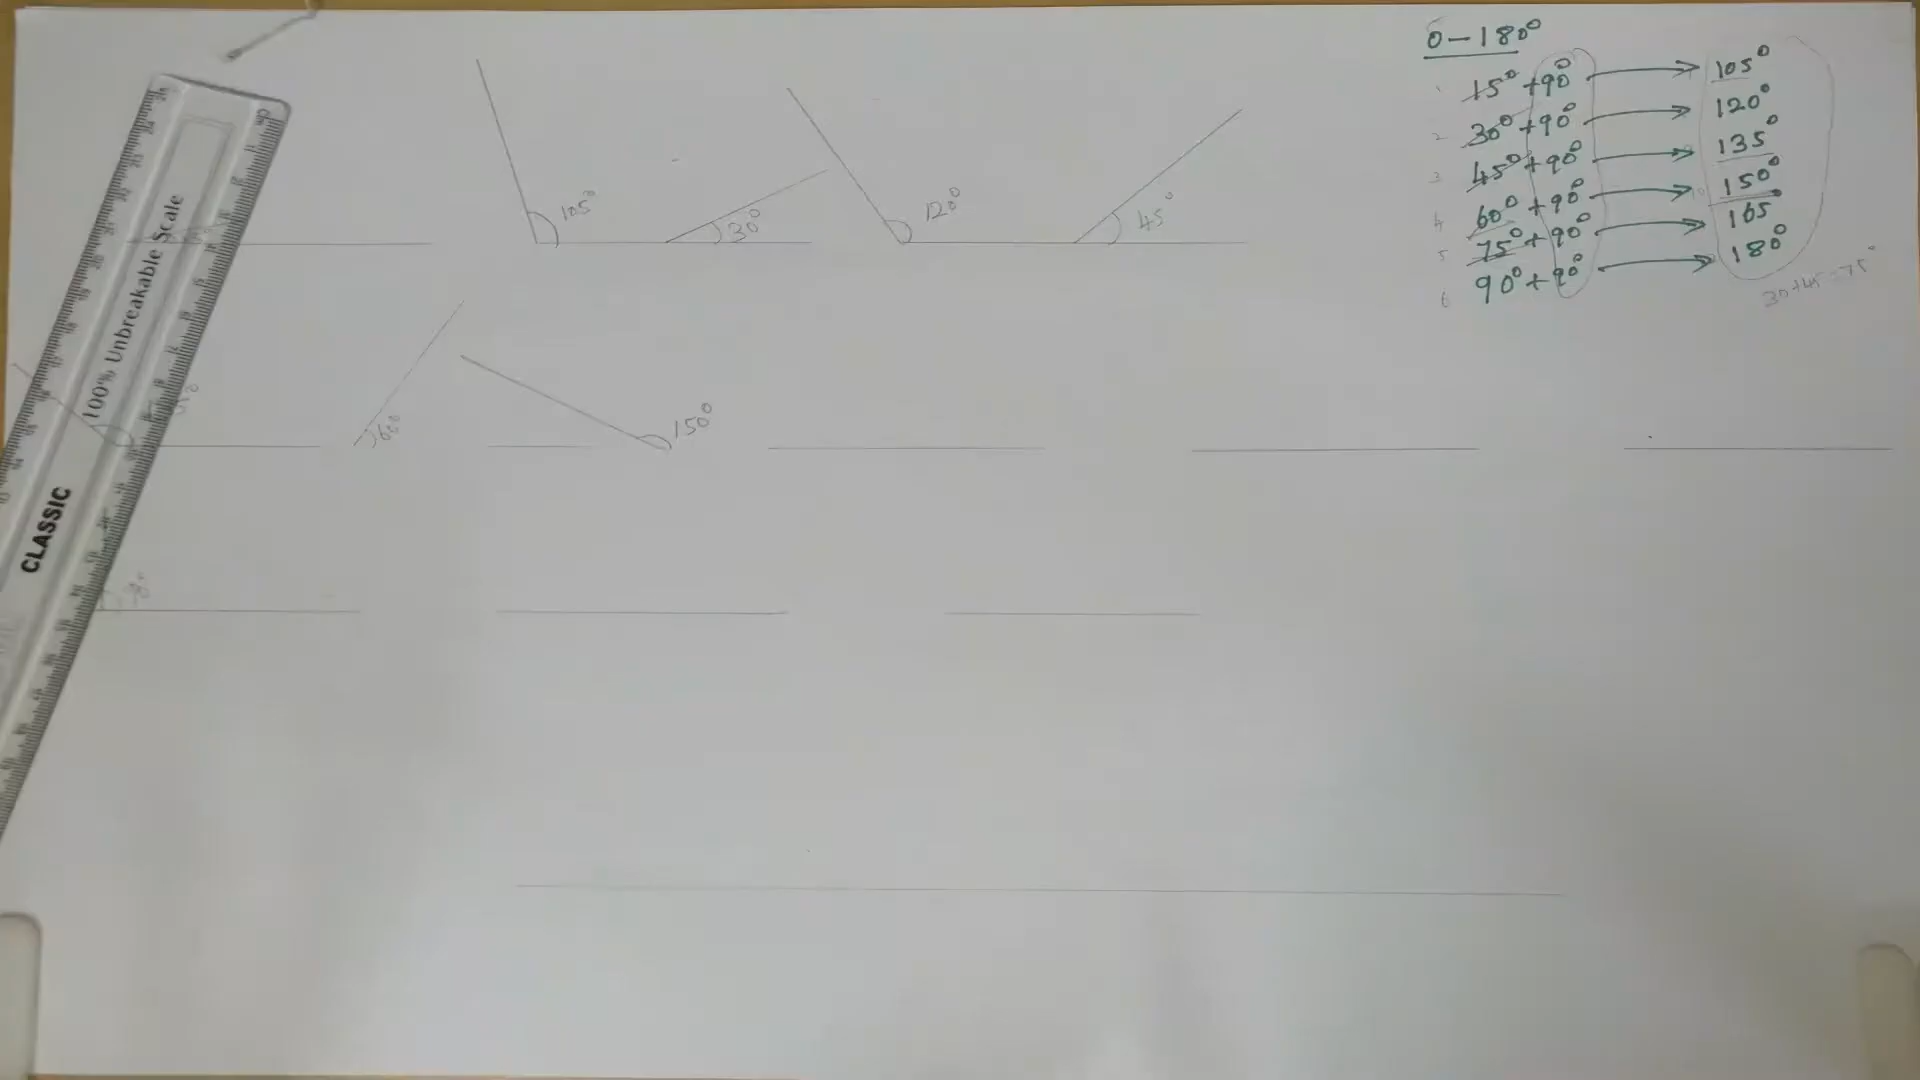 0-180°
1 15° + 90° → 105°
2 30° + 90° → 120°
3 45° + 90° → 135°
4 60° + 90° → 150°
5 75° + 90° → 165°
6 90° + 90° → 180°
30+45=75°
105°
30°
120°
45°
60°
150°
100% Unbreakable Scale
CLASSIC